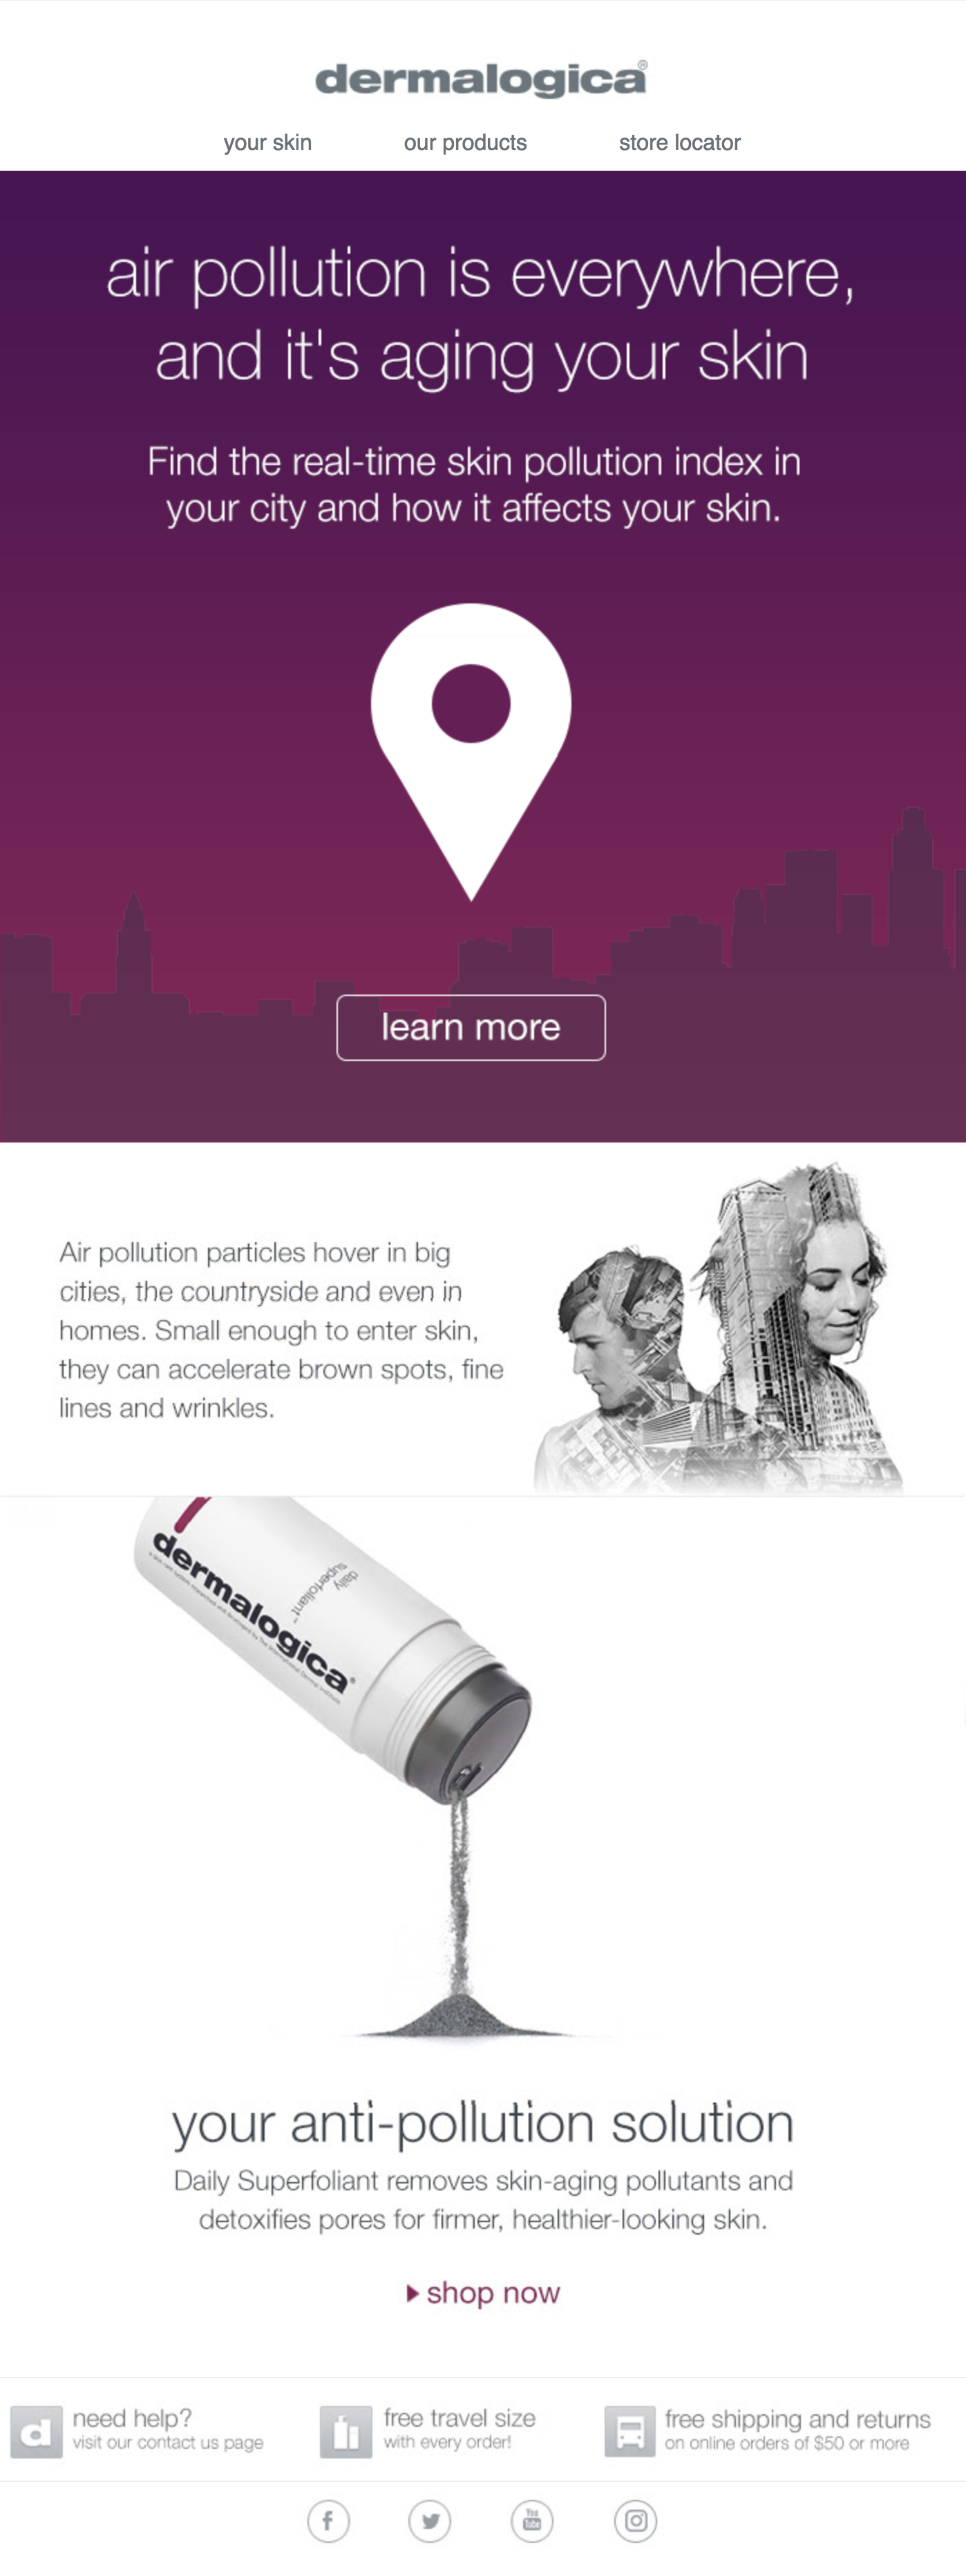 dermalogica®
your skin our products store locator
air pollution is everywhere,
and it's aging your skin
Find the real-time skin pollution index in
your city and how it affects your skin.
learn more
Air pollution particles hover in big
cities, the countryside and even in
homes. Small enough to enter skin,
they can accelerate brown spots, fine
lines and wrinkles.
daily
superfoliant™
dermalogica®
your anti-pollution solution
Daily Superfoliant removes skin-aging pollutants and
detoxifies pores for firmer, healthier-looking skin.
shop now
d
need help?
visit our contact us page
free travel size
with every order!
free shipping and returns
on online orders of $50 or more
You
Tube